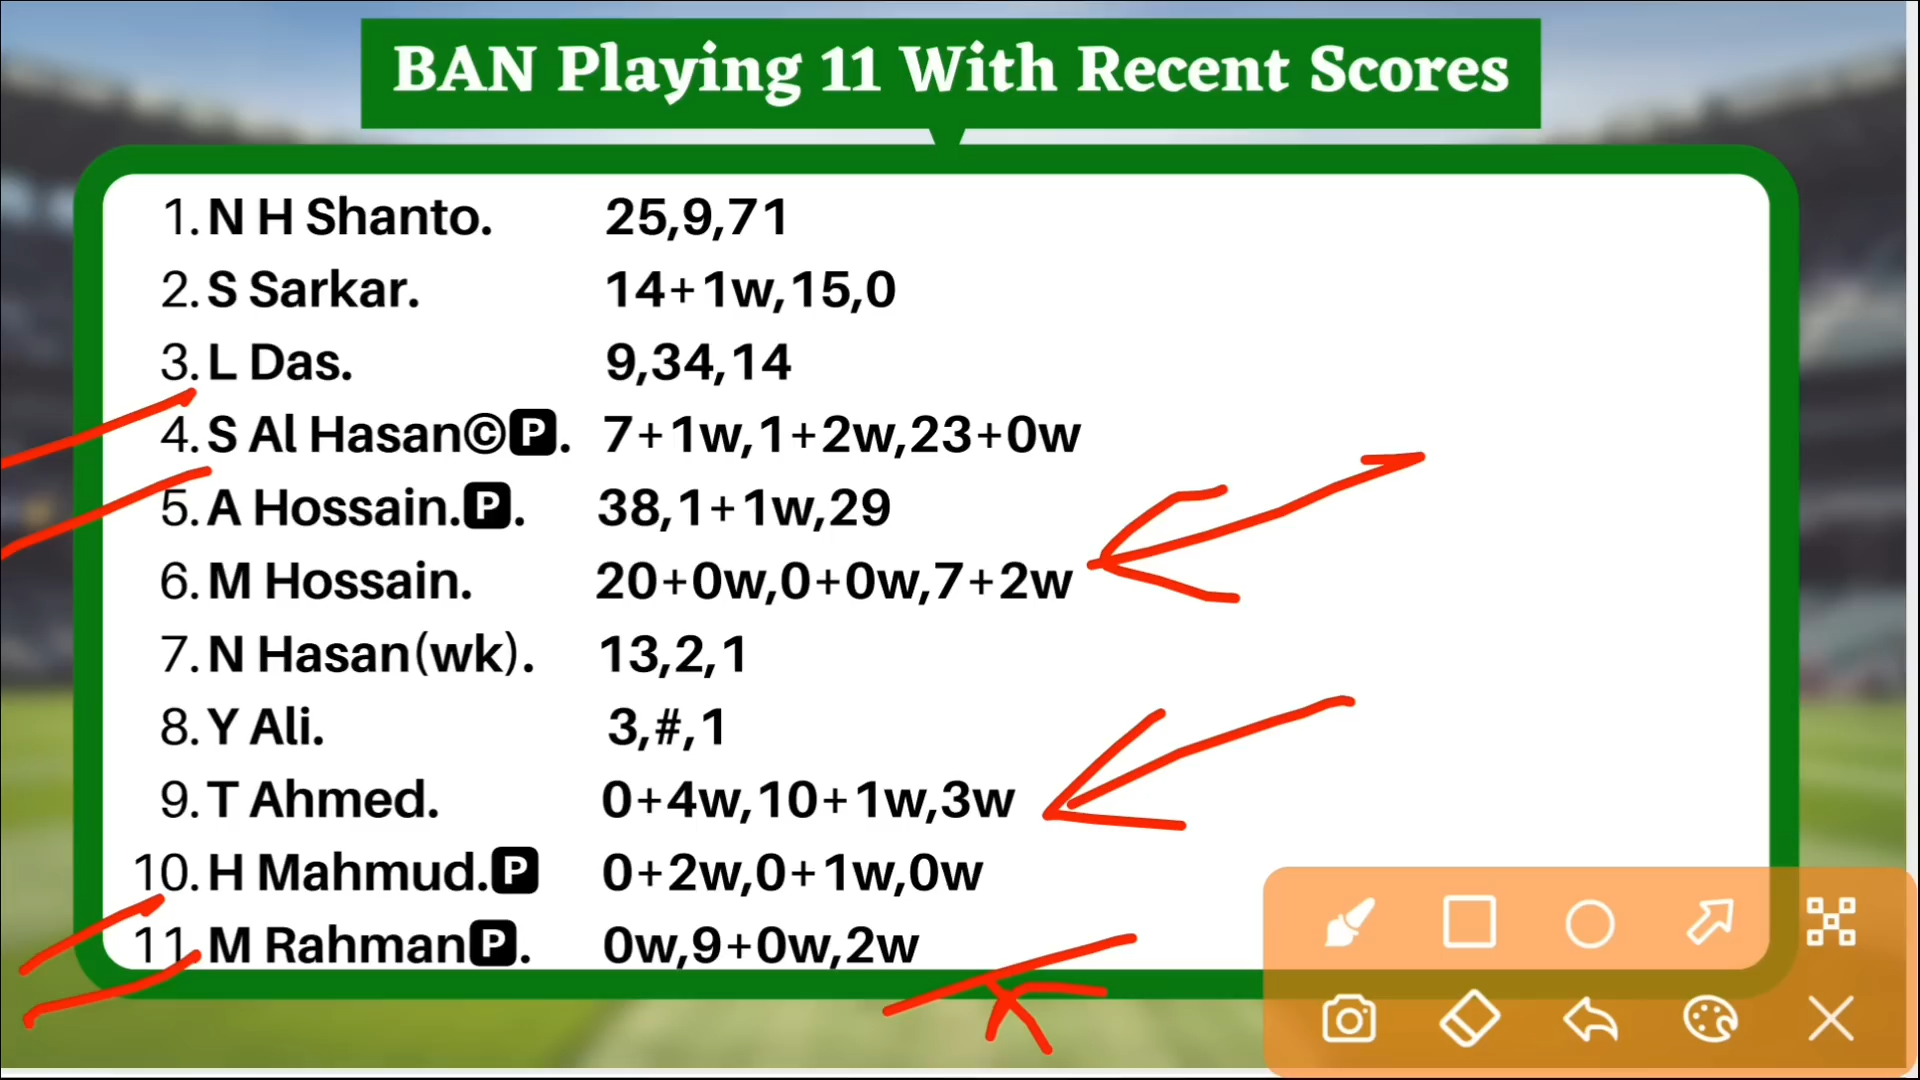 BAN Playing 11 With Recent Scores
1. N H Shanto. 25,9,71
2. S Sarkar. 14+1w,15,0
3. L Das. 9,34,14
4. S Al Hasan©🅿. 7+1w,1+2w,23+0w
5. A Hossain.🅿. 38,1+1w,29
6. M Hossain. 20+0w,0+0w,7+2w
7. N Hasan(wk). 13,2,1
8. Y Ali. 3,#,1
9. T Ahmed. 0+4w,10+1w,3w
10. H Mahmud.🅿 0+2w,0+1w,0w
11. M Rahman🅿. 0w,9+0w,2w